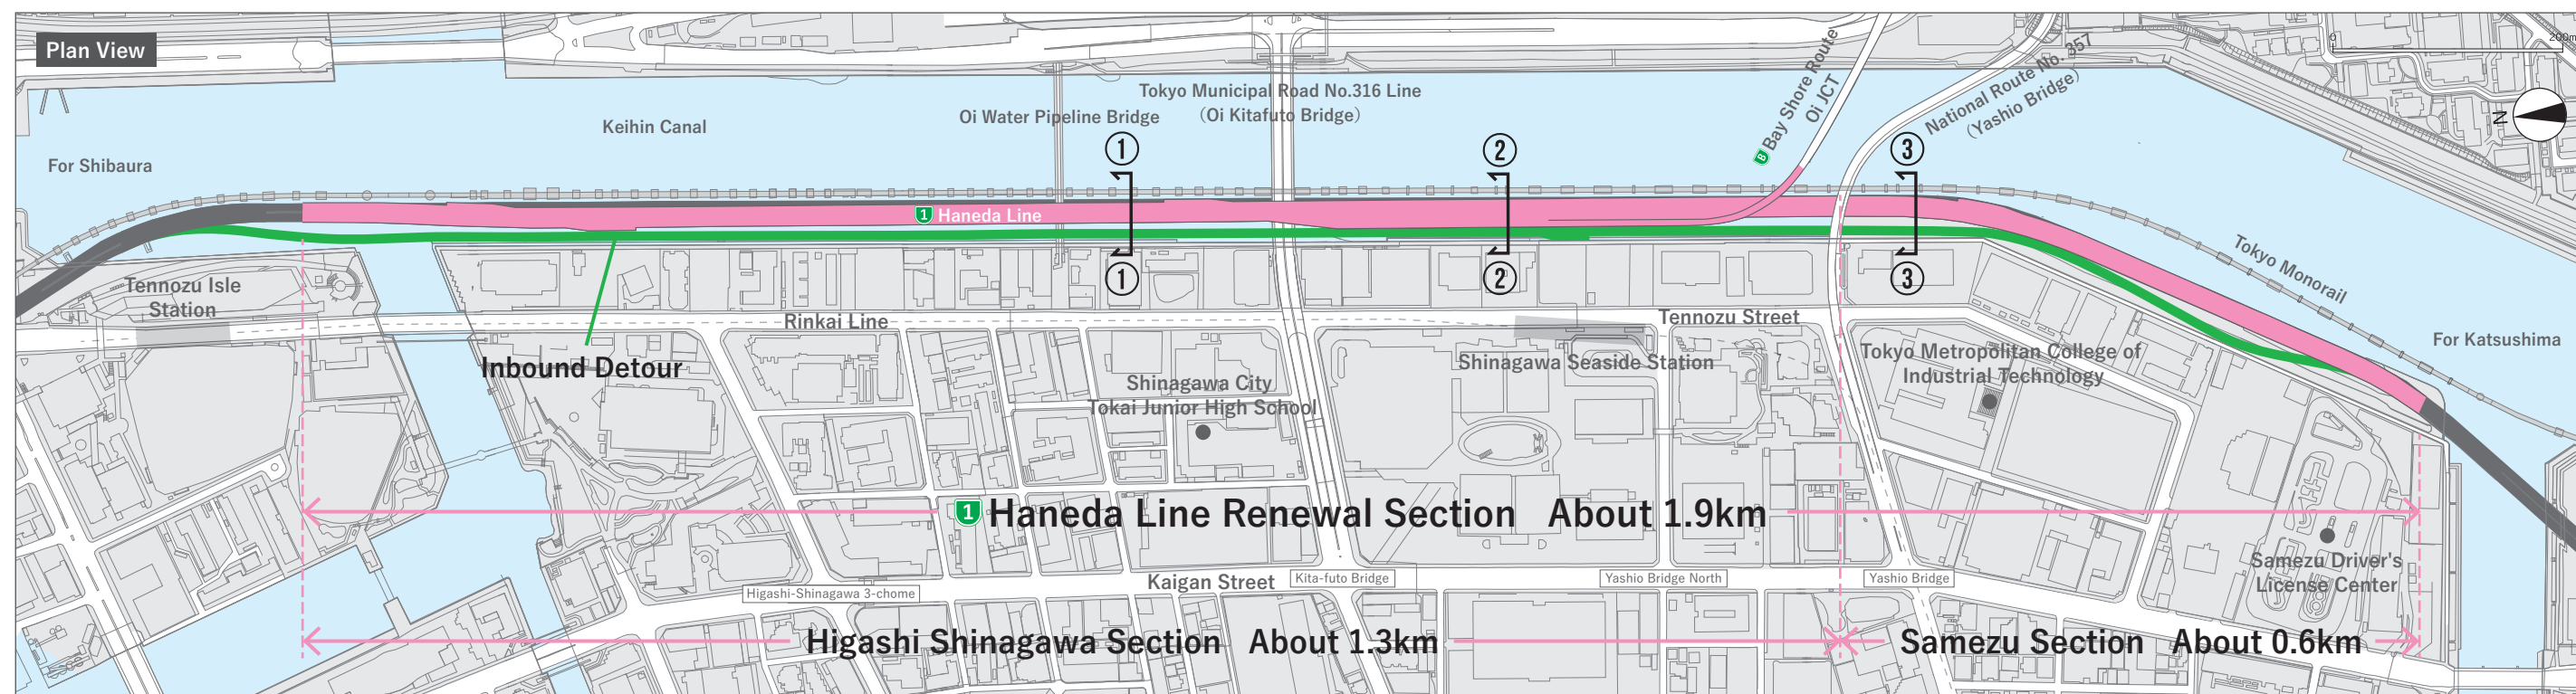 Plan View
0
200m
N
Tokyo Municipal Road No.316 Line
(Oi Kitafuto Bridge)
Oi Water Pipeline Bridge
Keihin Canal
For Shibaura
B Bay Shore Route
Oi JCT
National Route No. 357
(Yashio Bridge)
1
2
3
1 Haneda Line
Tokyo Monorail
For Katsushima
1
2
3
Tennozu Isle
Station
Rinkai Line
Tennozu Street
Inbound Detour
Shinagawa Seaside Station
Tokyo Metropolitan College of
Industrial Technology
Shinagawa City
Tokai Junior High School
1 Haneda Line Renewal Section About 1.9km
Samezu Driver's
License Center
Kaigan Street
Kita-futo Bridge
Yashio Bridge North
Yashio Bridge
Higashi-Shinagawa 3-chome
Higashi Shinagawa Section About 1.3km
Samezu Section About 0.6km